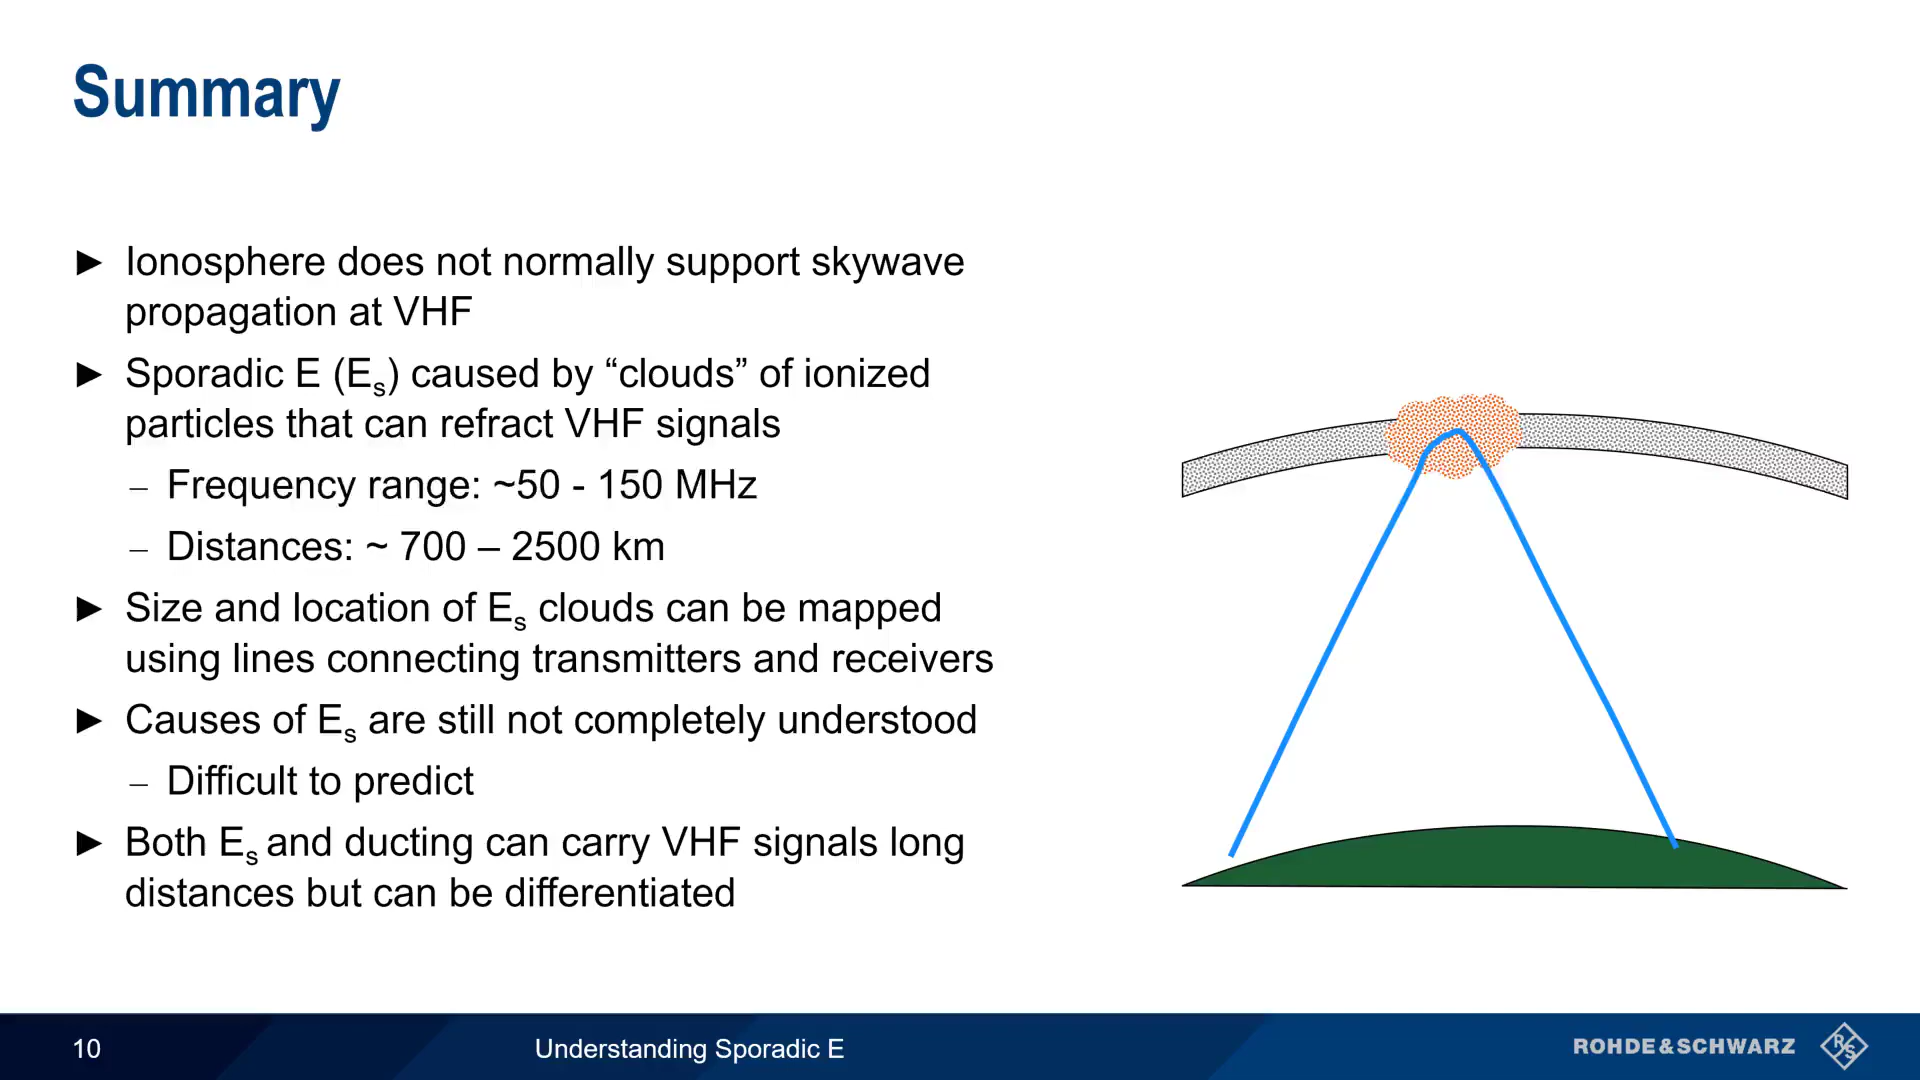 Summary
► Ionosphere does not normally support skywave
propagation at VHF
► Sporadic E (Es) caused by “clouds” of ionized
particles that can refract VHF signals
– Frequency range: ~50 - 150 MHz
– Distances: ~ 700 – 2500 km
► Size and location of Es clouds can be mapped
using lines connecting transmitters and receivers
► Causes of Es are still not completely understood
– Difficult to predict
► Both Es and ducting can carry VHF signals long
distances but can be differentiated
10
Understanding Sporadic E
ROHDE&SCHWARZ
RS